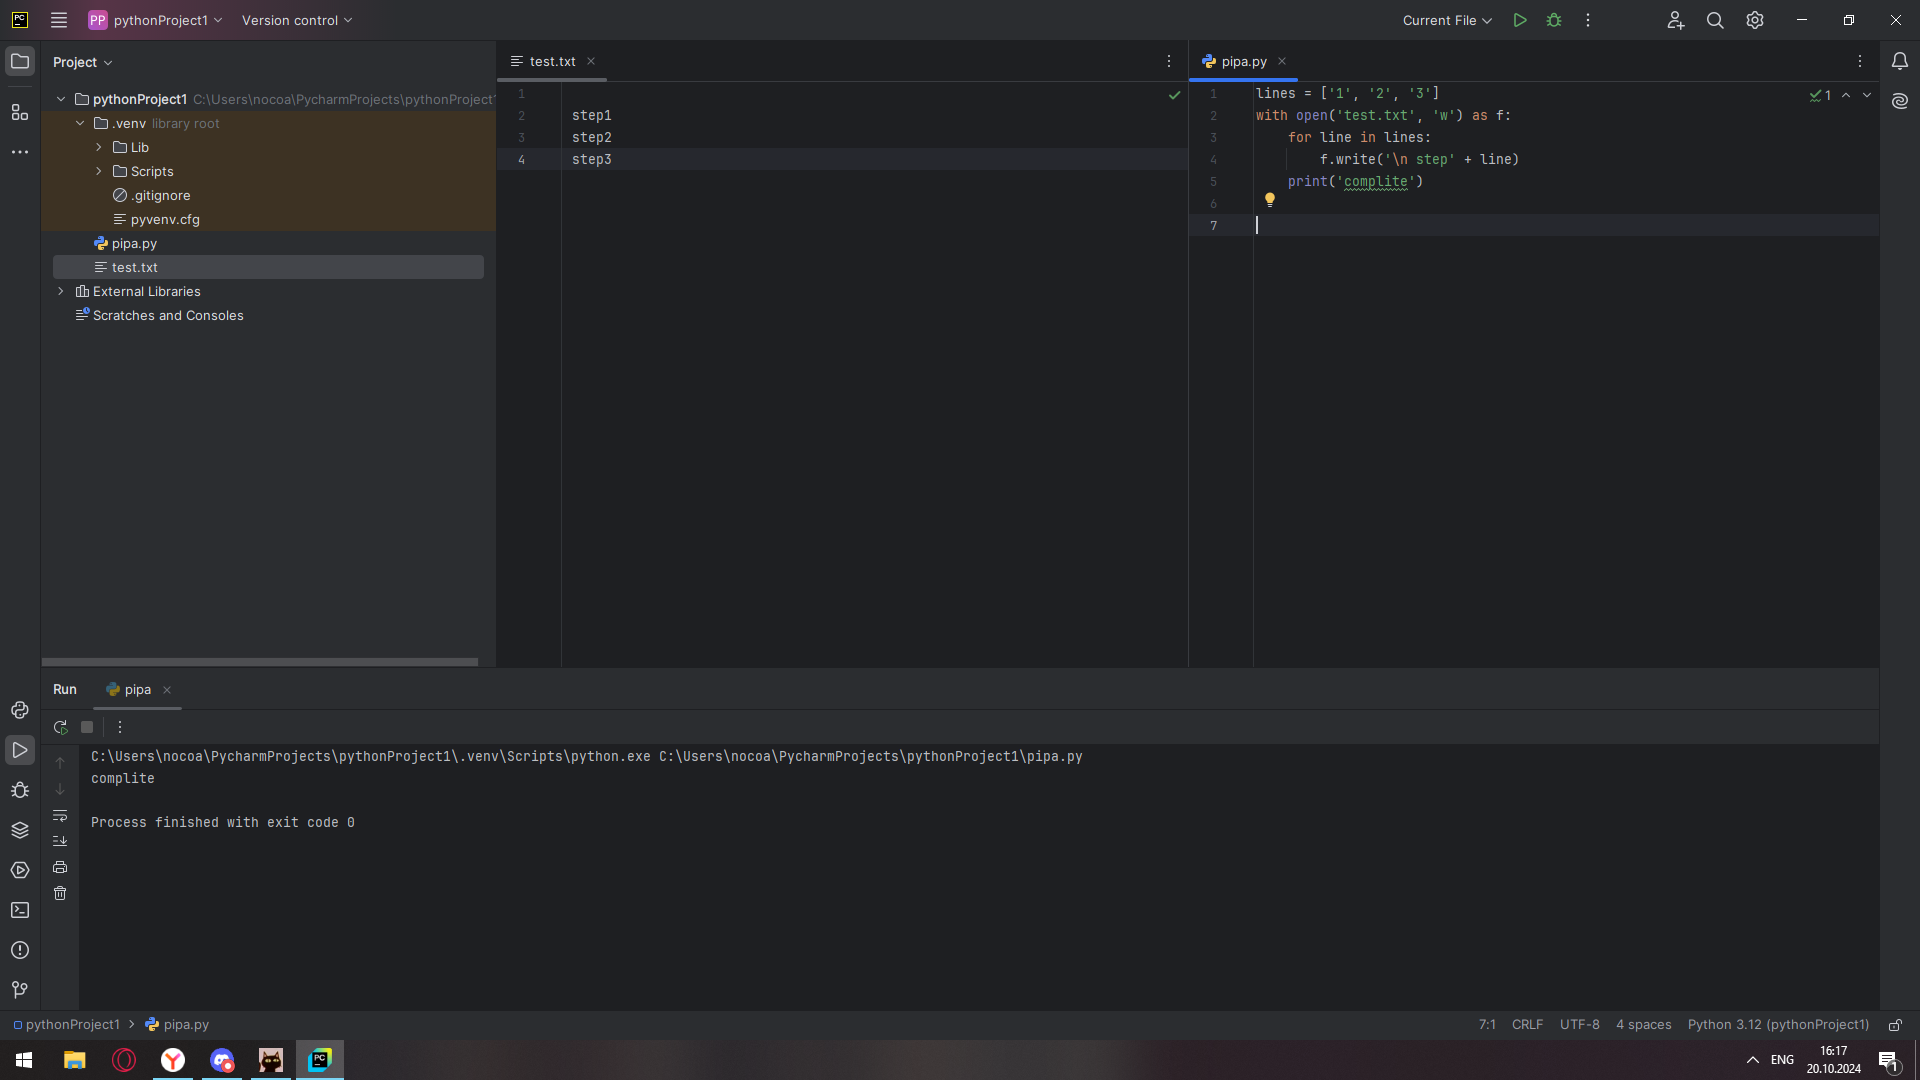 PC
PP pythonProject1 Version control Current File
Project
pythonProject1 C:\Users\nocoa\PycharmProjects\pythonProject1
.venv library root
Lib
Scripts
.gitignore
pyvenv.cfg
pipa.py
test.txt
External Libraries
Scratches and Consoles
test.txt
1
2 step1
3 step2
4 step3
pipa.py
1 lines = ['1', '2', '3']
2 with open('test.txt', 'w') as f:
3 for line in lines:
4 f.write('\n step' + line)
5 print('complite')
6
7
1
Run pipa
C:\Users\nocoa\PycharmProjects\pythonProject1\.venv\Scripts\python.exe C:\Users\nocoa\PycharmProjects\pythonProject1\pipa.py
complite
Process finished with exit code 0
pythonProject1 pipa.py 7:1 CRLF UTF-8 4 spaces Python 3.12 (pythonProject1)
PC
ENG
16:17
20.10.2024
1